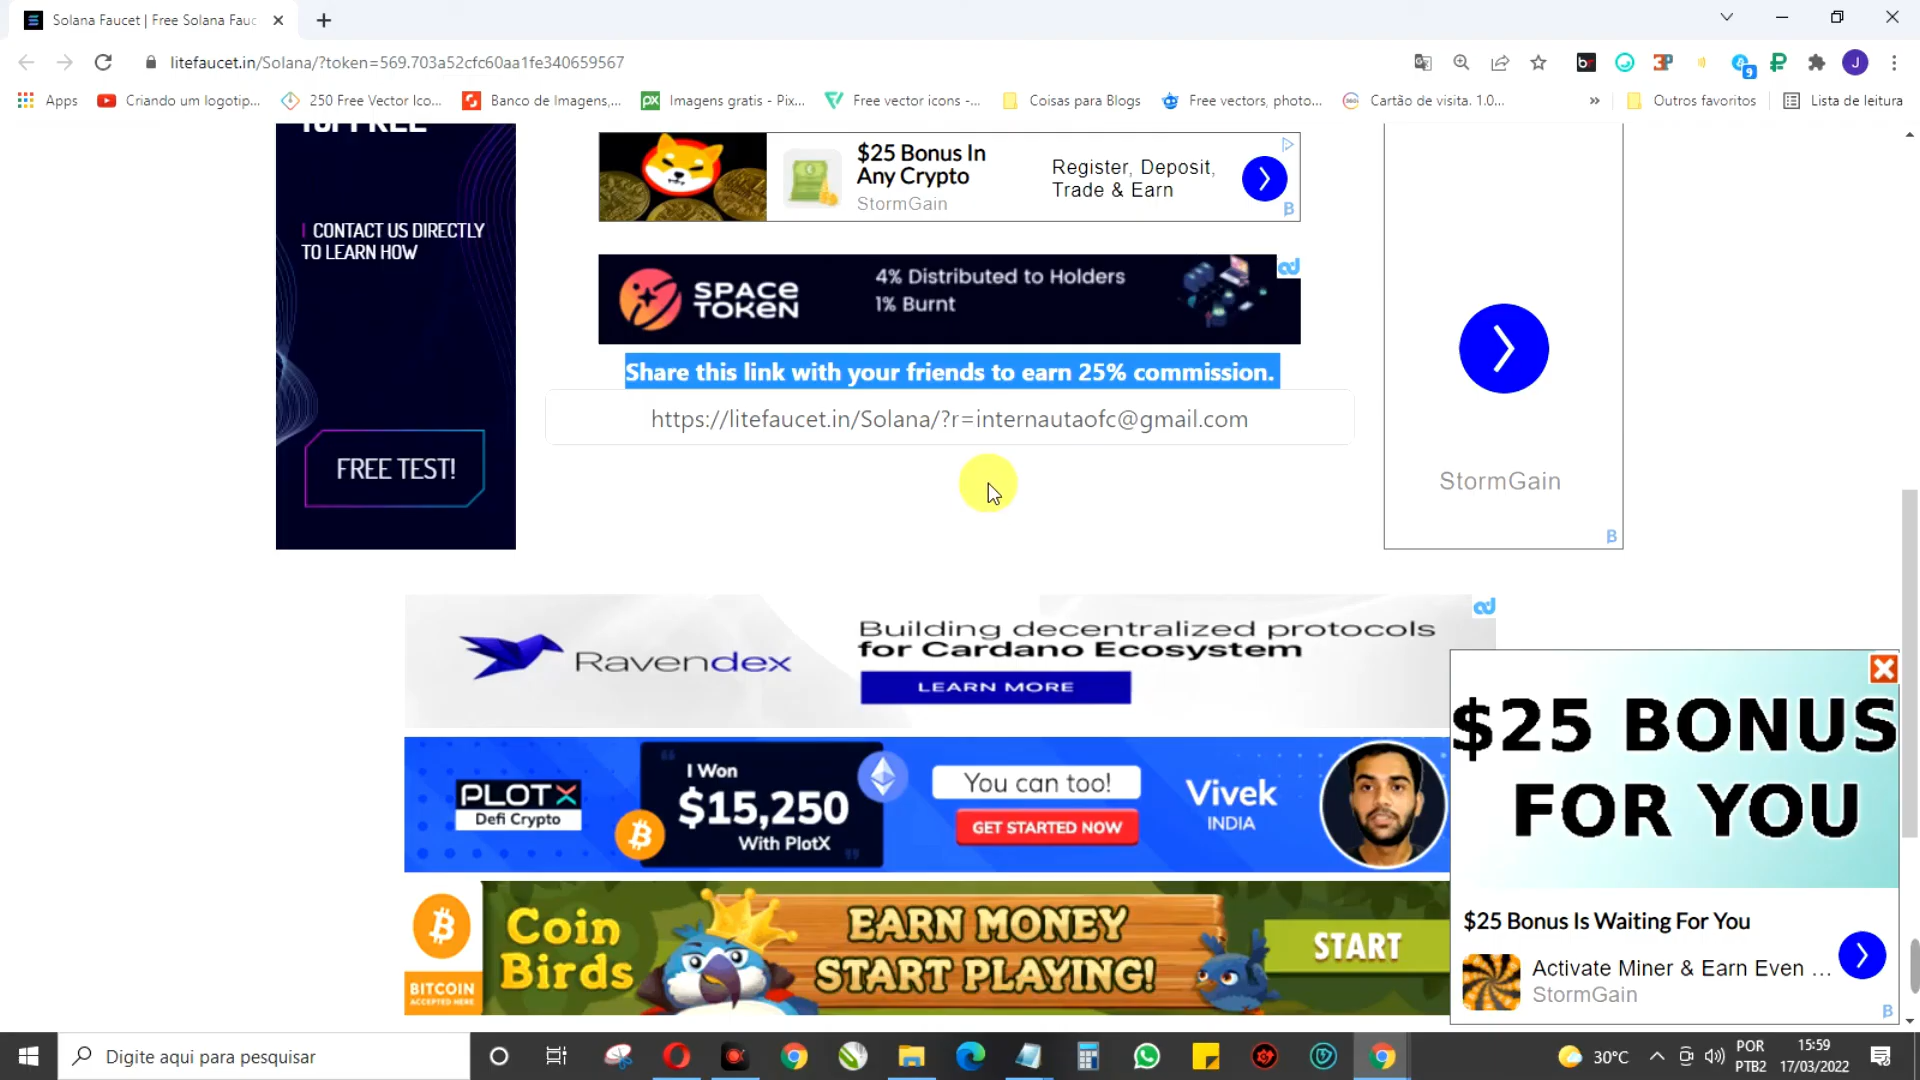 Solana Faucet | Free Solana Fauc
litefaucet.in/Solana/?token=569.703a52cfc60aa1fe340659567
Apps
Criando um logotip...
250 Free Vector Ico...
Banco de Imagens,...
Imagens gratis - Pix...
Free vector icons -...
Coisas para Blogs
Free vectors, photo...
Cartão de visita. 1.0...
Outros favoritos
Lista de leitura
CONTACT US DIRECTLY
TO LEARN HOW
FREE TEST!
$25 Bonus In
Any Crypto
StormGain
Register, Deposit,
Trade & Earn
SPACE
TOKEN
4% Distributed to Holders
1% Burnt
Share this link with your friends to earn 25% commission.
https://litefaucet.in/Solana/?r=internautaofc@gmail.com
StormGain
Ravendex
Building decentralized protocols
for Cardano Ecosystem
LEARN MORE
PLOTX
Defi Crypto
I Won
$15,250
With PlotX
You can too!
GET STARTED NOW
Vivek
INDIA
BITCOIN
ACCEPTED HERE
Coin
Birds
EARN MONEY
START PLAYING!
START
$25 BONUS
FOR YOU
$25 Bonus Is Waiting For You
Activate Miner & Earn Even ...
StormGain
Digite aqui para pesquisar
30°C
POR
PTB2
15:59
17/03/2022